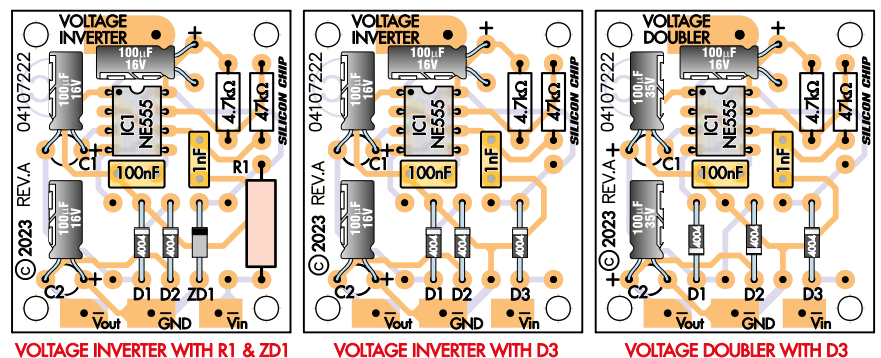 VOLTAGE
INVERTER
+
100µF
16V
04107222
100µF
16V
IC1
NE555
4.7kΩ
47kΩ
SILICON CHIP
+
C1
100nF
1nF
R1
© 2023 REV.A
100µF
16V
4004
4004
C2
+
D1 D2 ZD1
Vout
GND
Vin
VOLTAGE INVERTER WITH R1 & ZD1
VOLTAGE
INVERTER
+
100µF
16V
04107222
100µF
16V
IC1
NE555
4.7kΩ
47kΩ
SILICON CHIP
+
C1
100nF
1nF
© 2023 REV.A
100µF
16V
4004
4004
4004
C2
+
D1 D2 D3
Vout
GND
Vin
VOLTAGE INVERTER WITH D3
VOLTAGE
DOUBLER
+
100µF
16V
04107222
100µF
35V
IC1
NE555
4.7kΩ
47kΩ
SILICON CHIP
+
C1
100nF
1nF
© 2023 REV.A
100µF
35V
4004
4004
4004
+
C2
D1 D2 D3
Vout
GND
Vin
VOLTAGE DOUBLER WITH D3